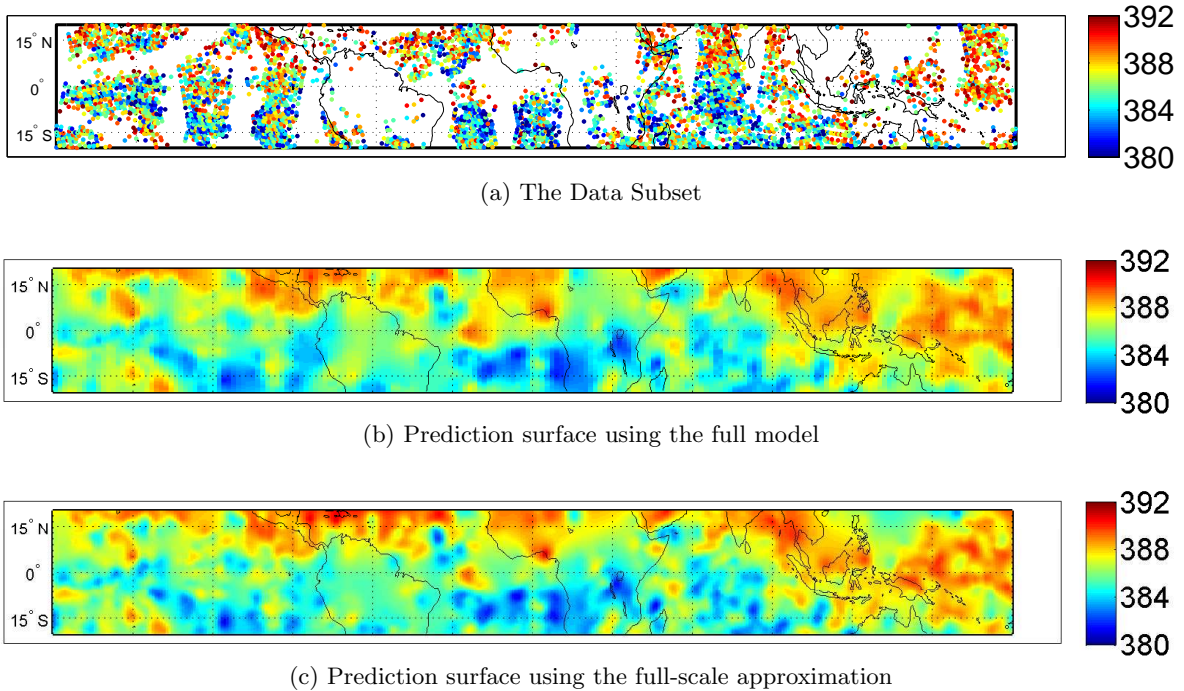 392
15° N
388
0°
384
15° S
380
(a) The Data Subset
392
15° N
388
0°
384
15° S
380
(b) Prediction surface using the full model
392
15° N
388
0°
384
15° S
380
(c) Prediction surface using the full-scale approximation